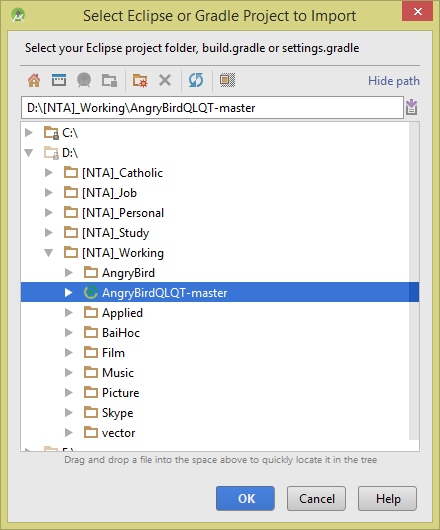 Select Eclipse or Gradle Project to Import
Select your Eclipse project folder, build.gradle or settings.gradle
Hide path
D:\[NTA]_Working\AngryBirdQLQT-master
C:\
D:\
[NTA]_Catholic
[NTA]_Job
[NTA]_Personal
[NTA]_Study
[NTA]_Working
AngryBird
AngryBirdQLQT-master
Applied
BaiHoc
Film
Music
Picture
Skype
vector
Drag and drop a file into the space above to quickly locate it in the tree
OK
Cancel
Help